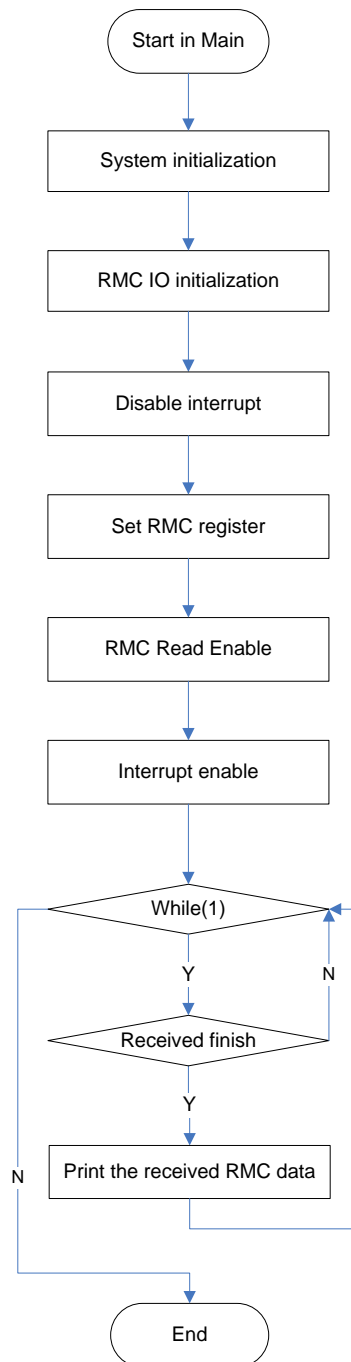 Start in Main
System initialization
RMC IO initialization
Disable interrupt
Set RMC register
RMC Read Enable
Interrupt enable
While(1)
Y
N
Received finish
Y
Print the received RMC data
N
End